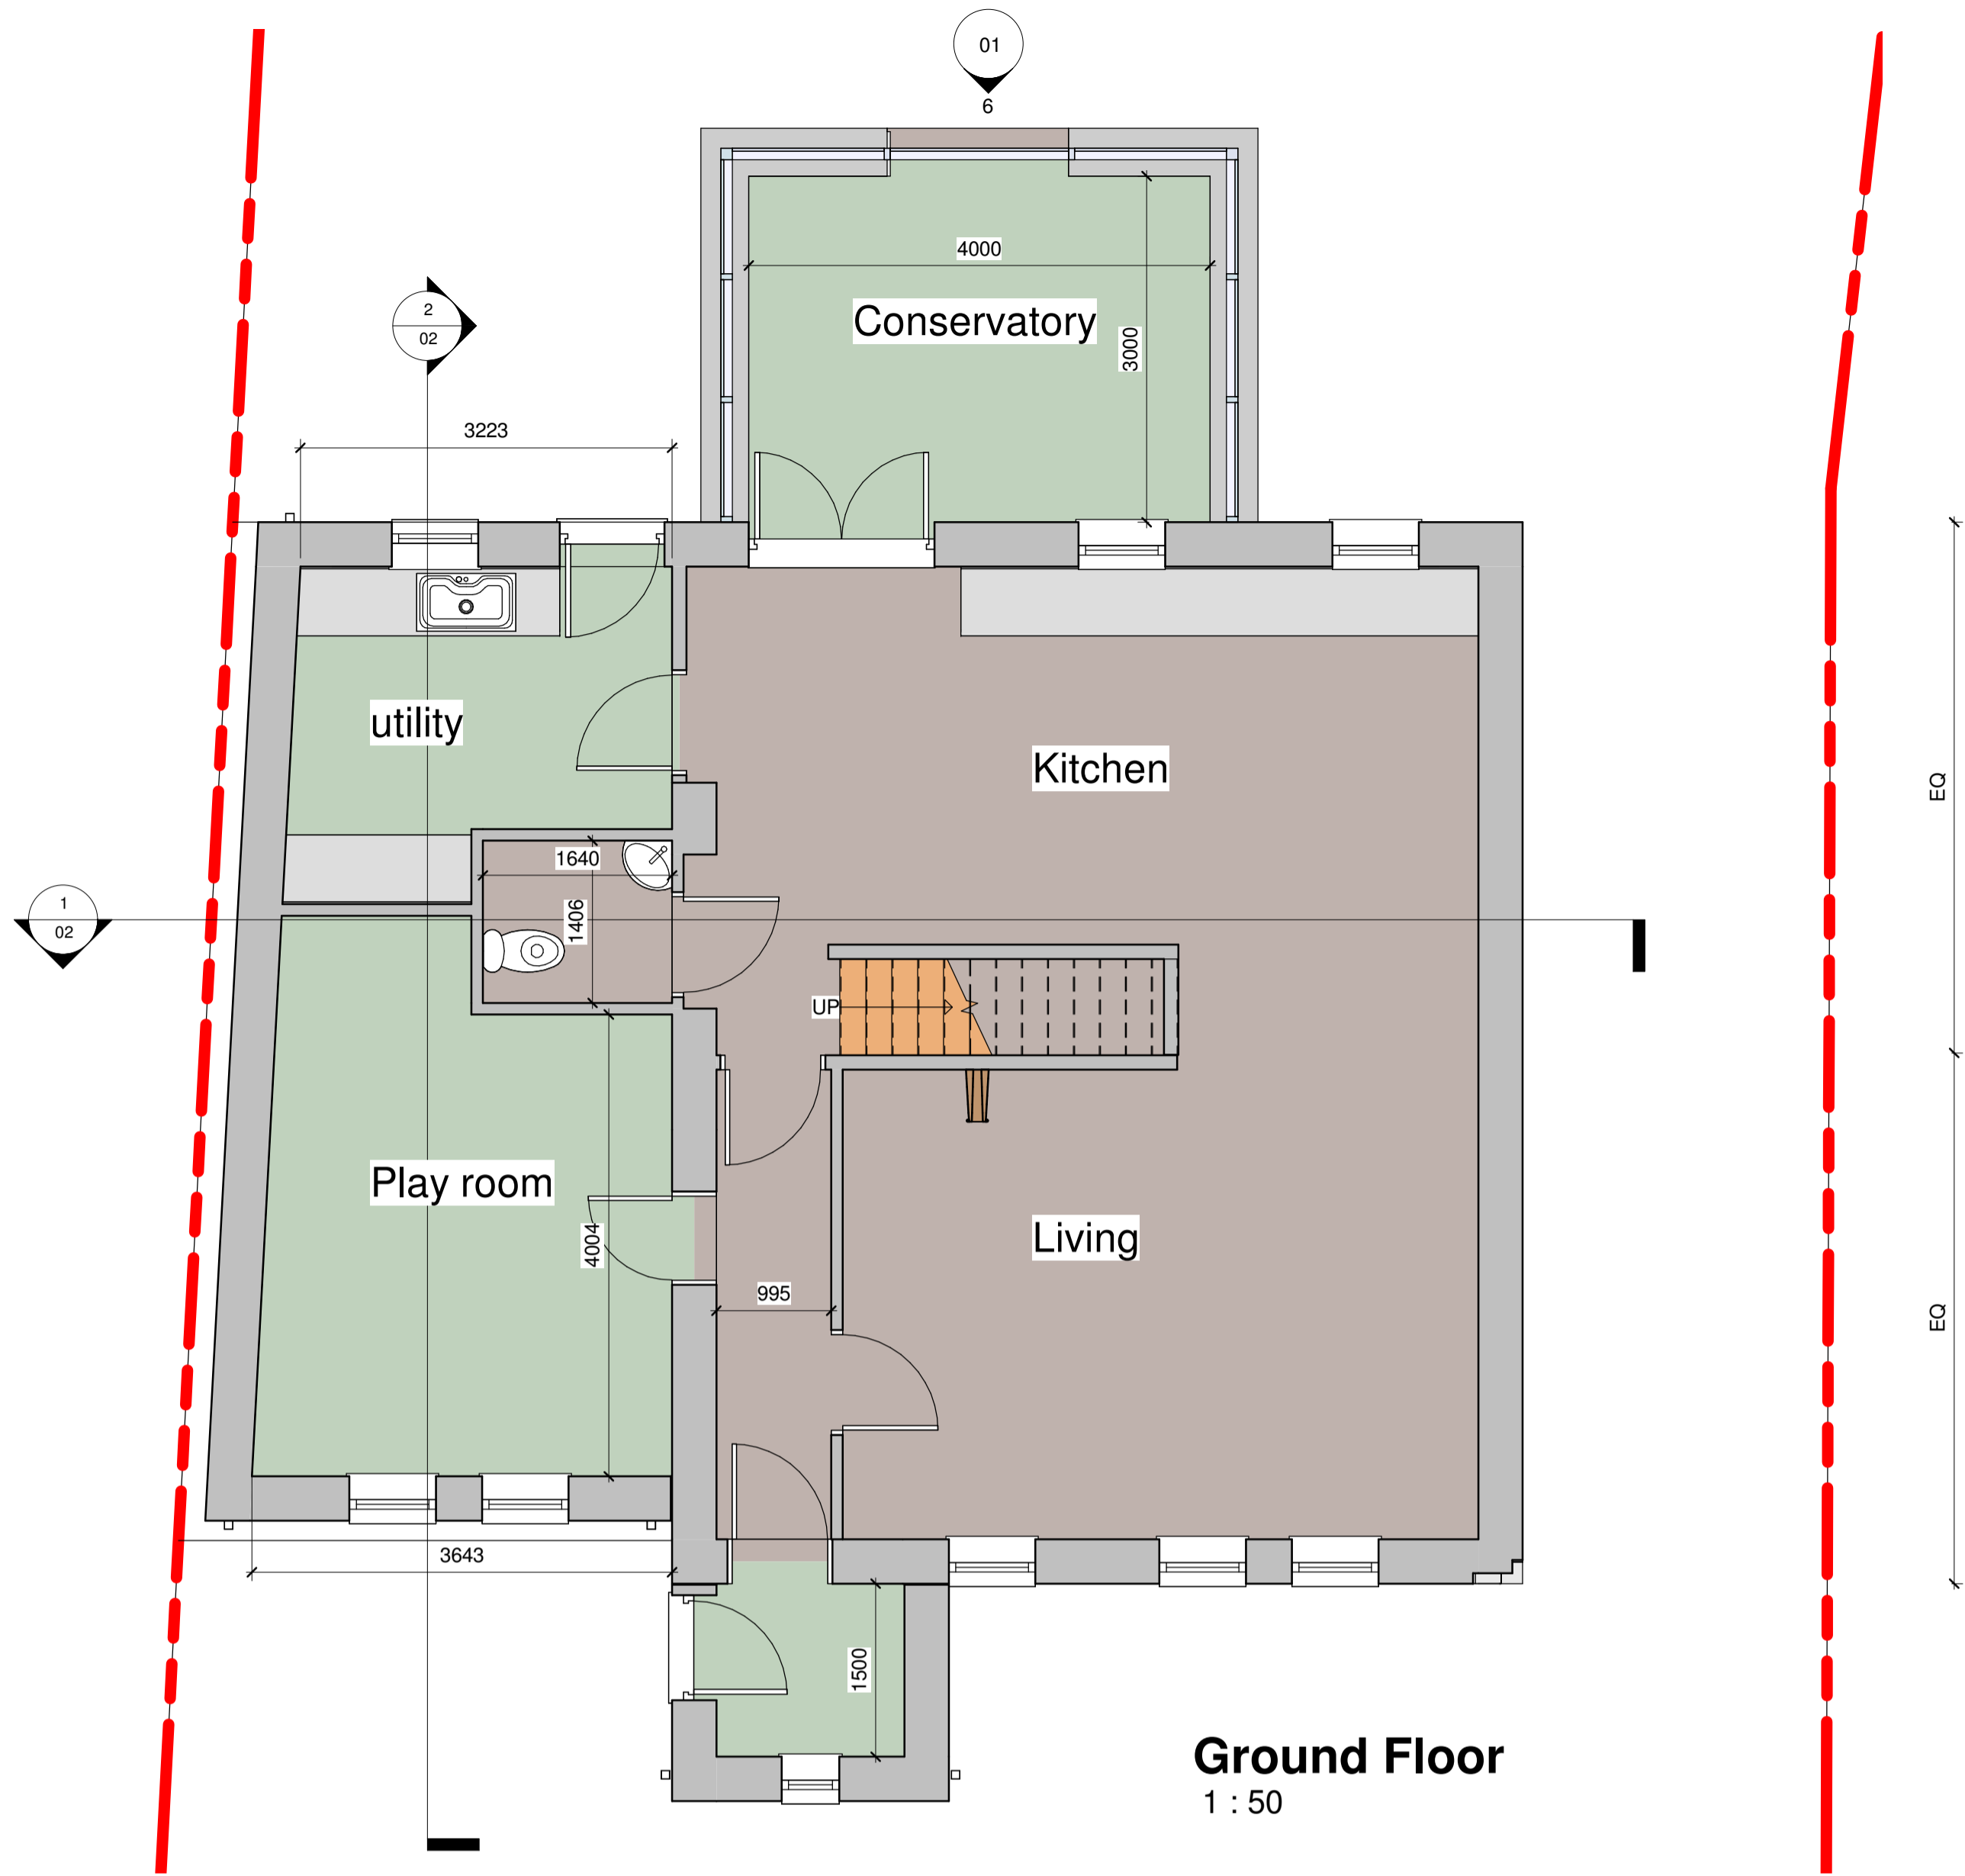 01
6
4000
Conservatory
3000
2
02
3223
utility
Kitchen
EQ
1640
1406
1
02
UP
Play room
4004
Living
995
EQ
3643
1500
Ground Floor
1 : 50